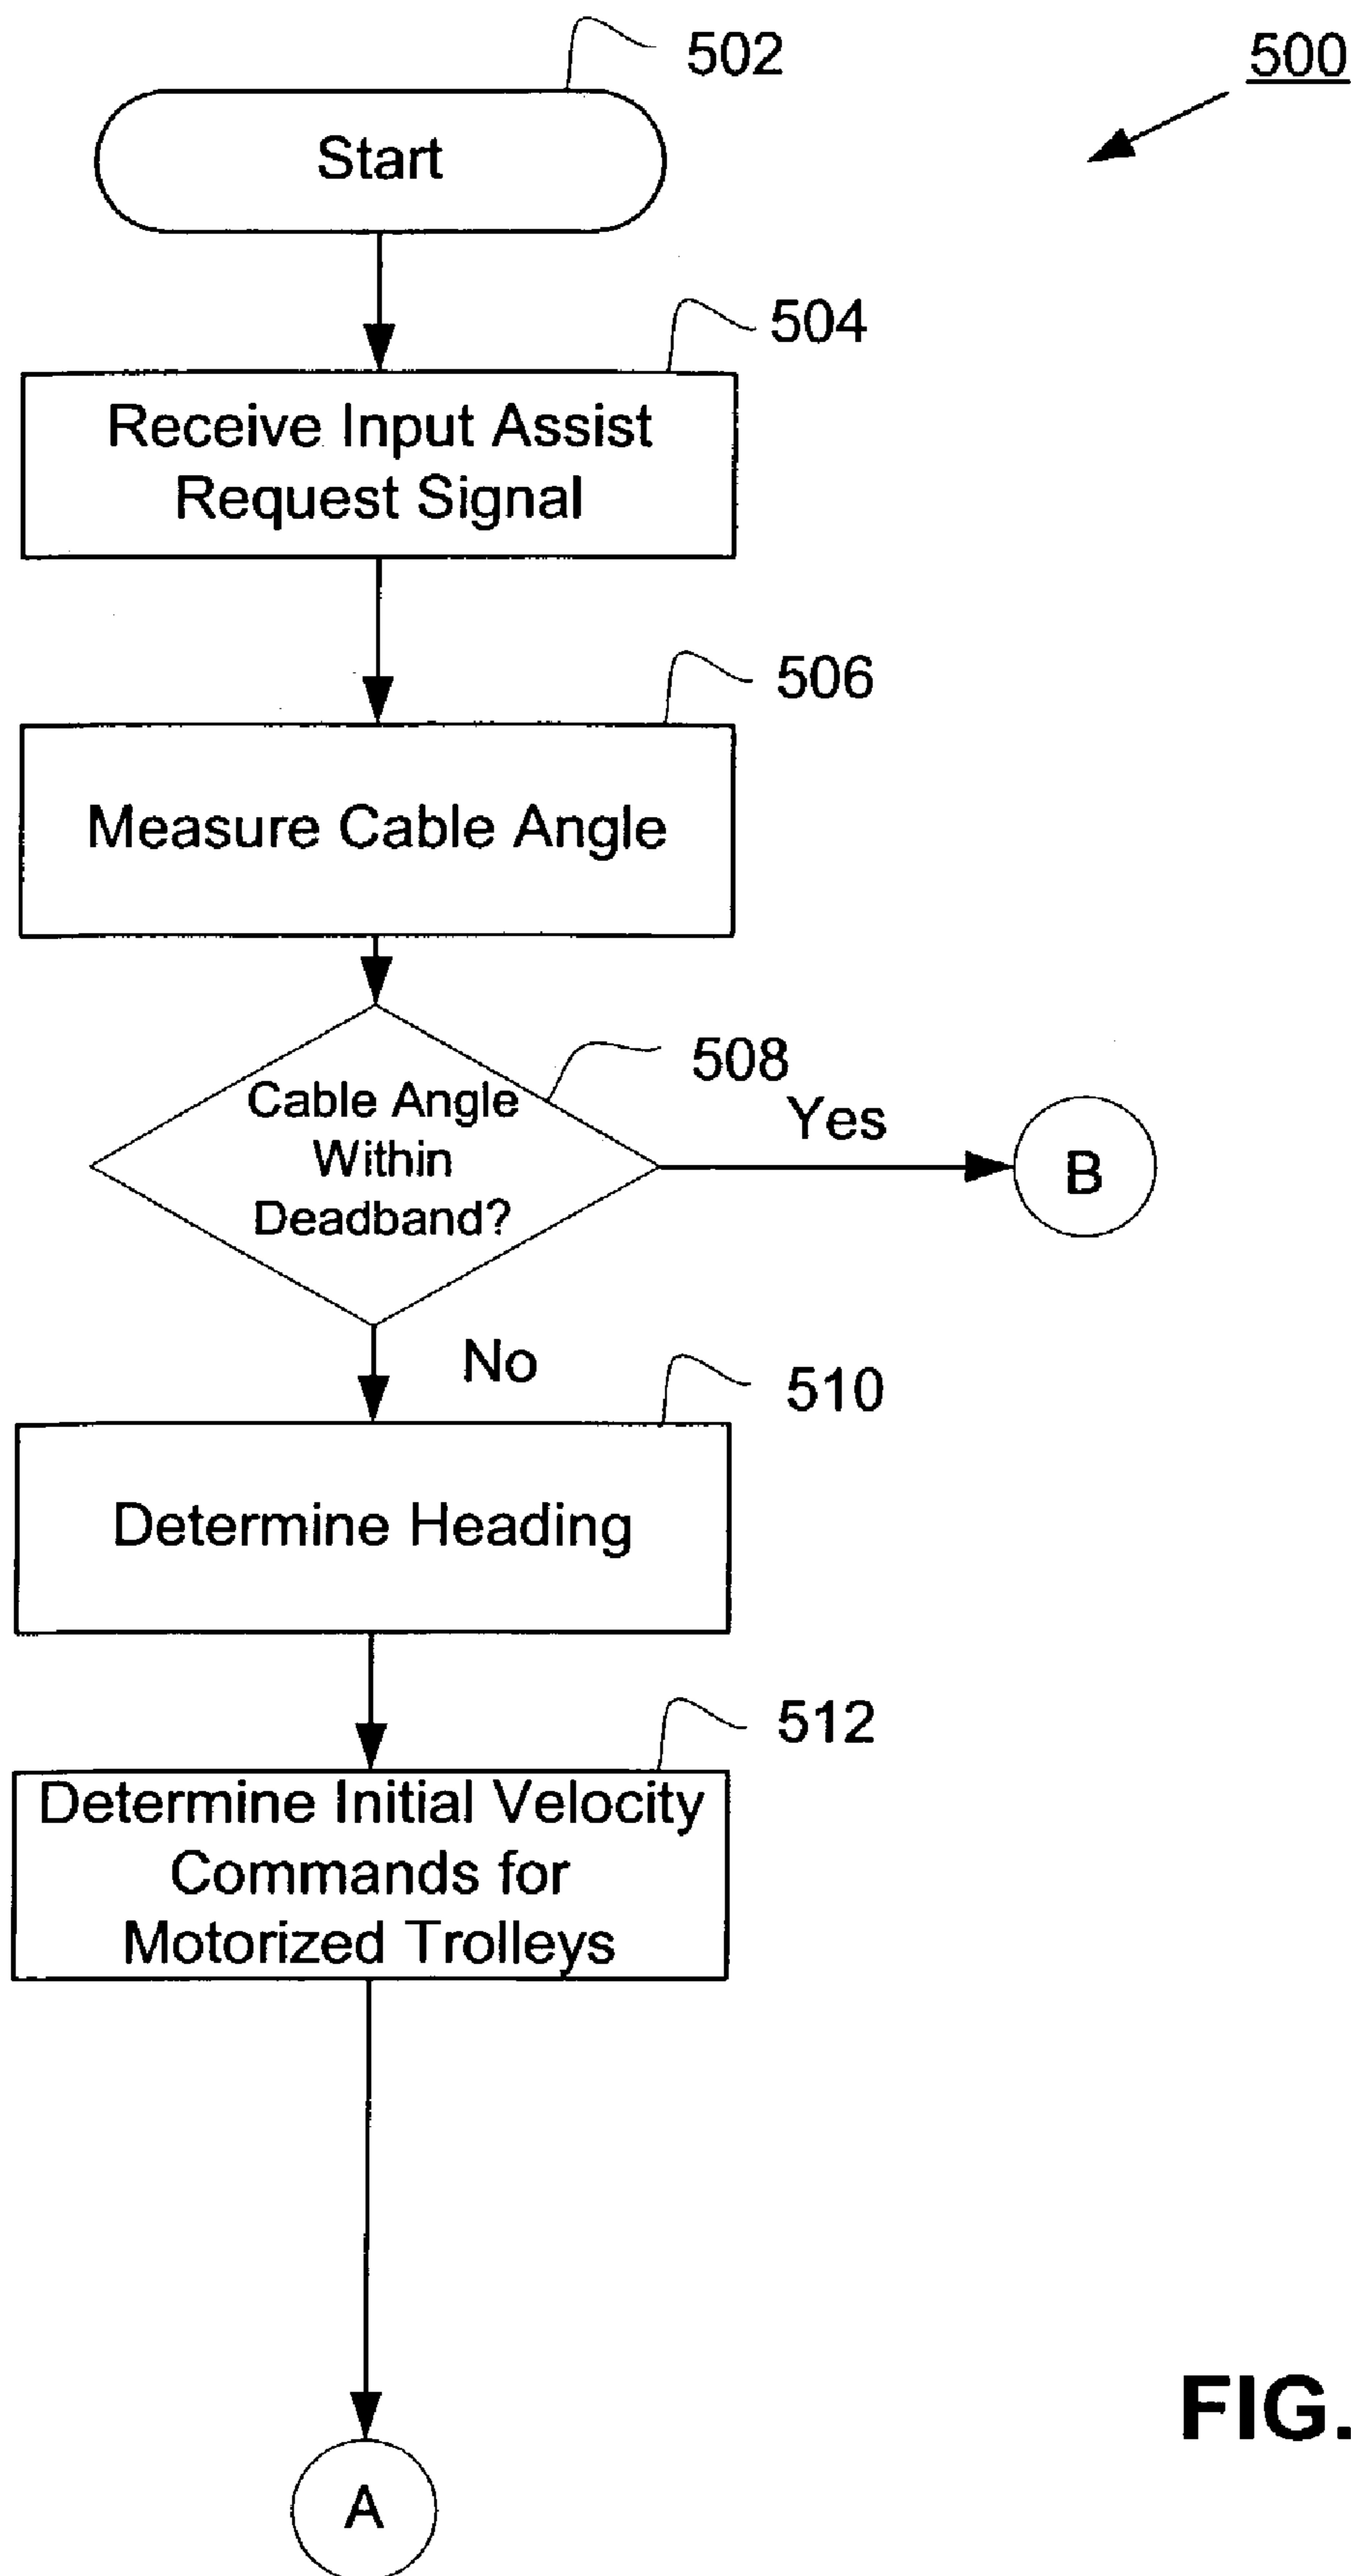 502
500
Start
504
Receive Input Assist
Request Signal
506
Measure Cable Angle
508
Cable Angle
Within
Deadband?
Yes
B
No
510
Determine Heading
512
Determine Initial Velocity
Commands for
Motorized Trolleys
FIG.
A